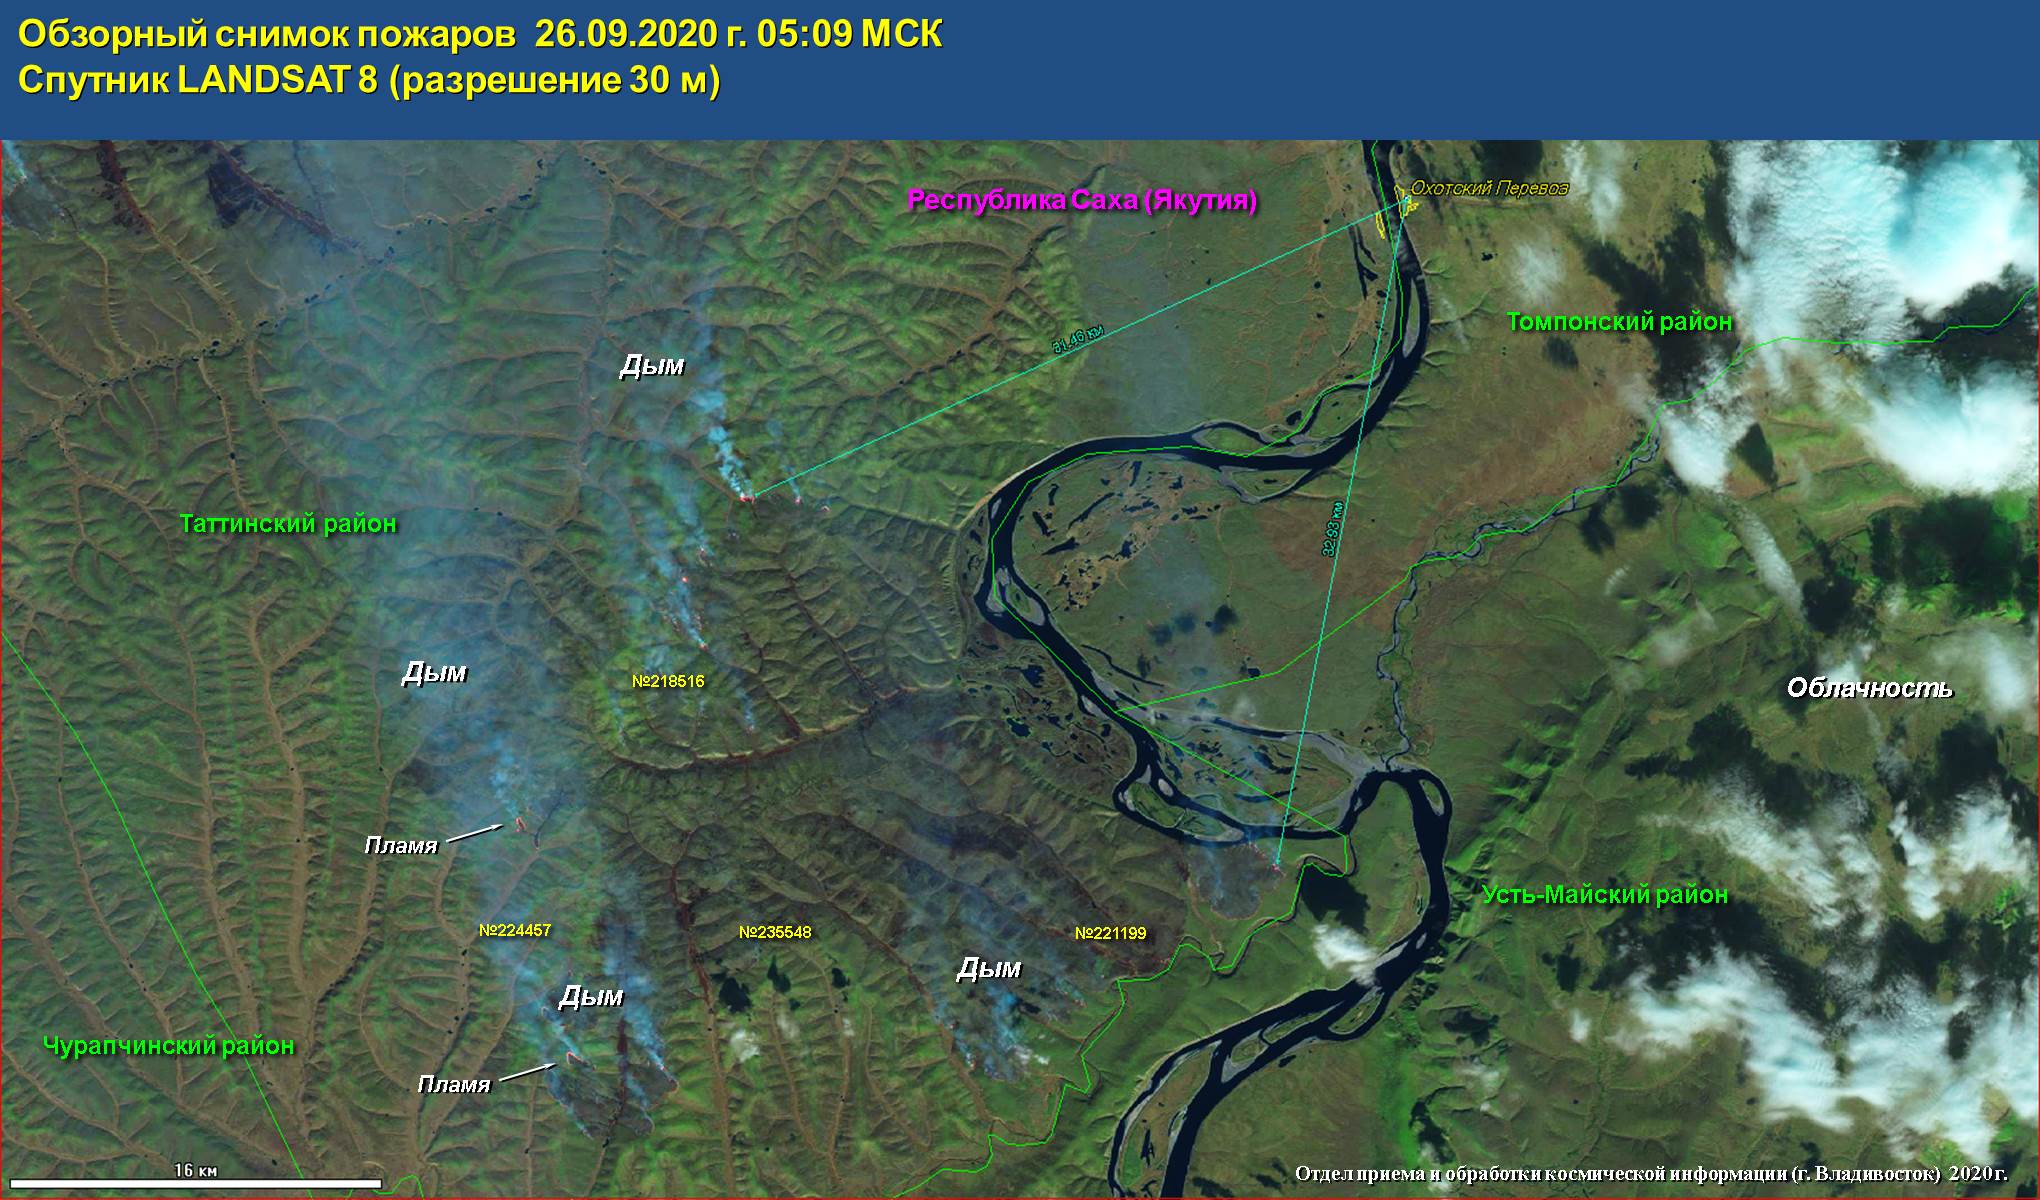 Обзорный снимок пожаров 26.09.2020 г. 05:09 МСК
Спутник LANDSAT 8 (разрешение 30 м)
Республика Саха (Якутия)
Охотский Перевоз
Томпонский район
31.46 км
Дым
Таттинский район
32.93 км
Дым
№218516
Облачность
Пламя
Усть-Майский район
№224457
№235548
№221199
Дым
Дым
Чурапчинский район
Пламя
16 км
Отдел приема и обработки космической информации (г. Владивосток) 2020 г.